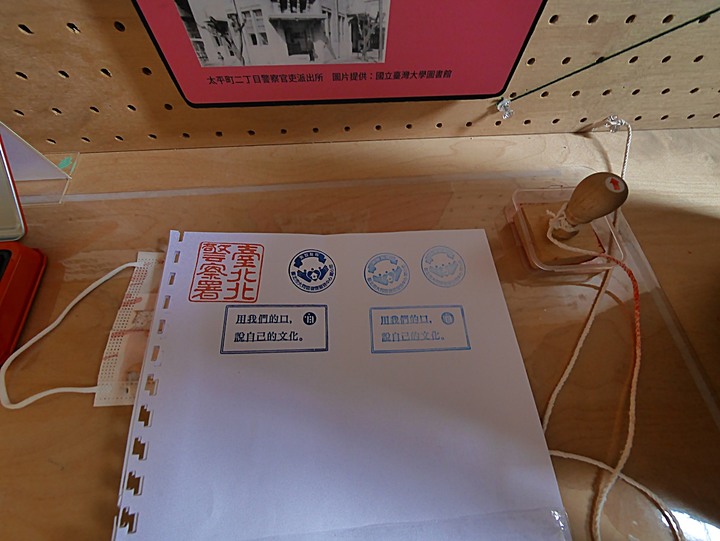 太平町二丁目警察官吏派出所　圖片提供：國立臺灣大學圖書館
臺北北
警察署
用我們的口，
說自己的文化。
用我們的口，
說自己的文化。